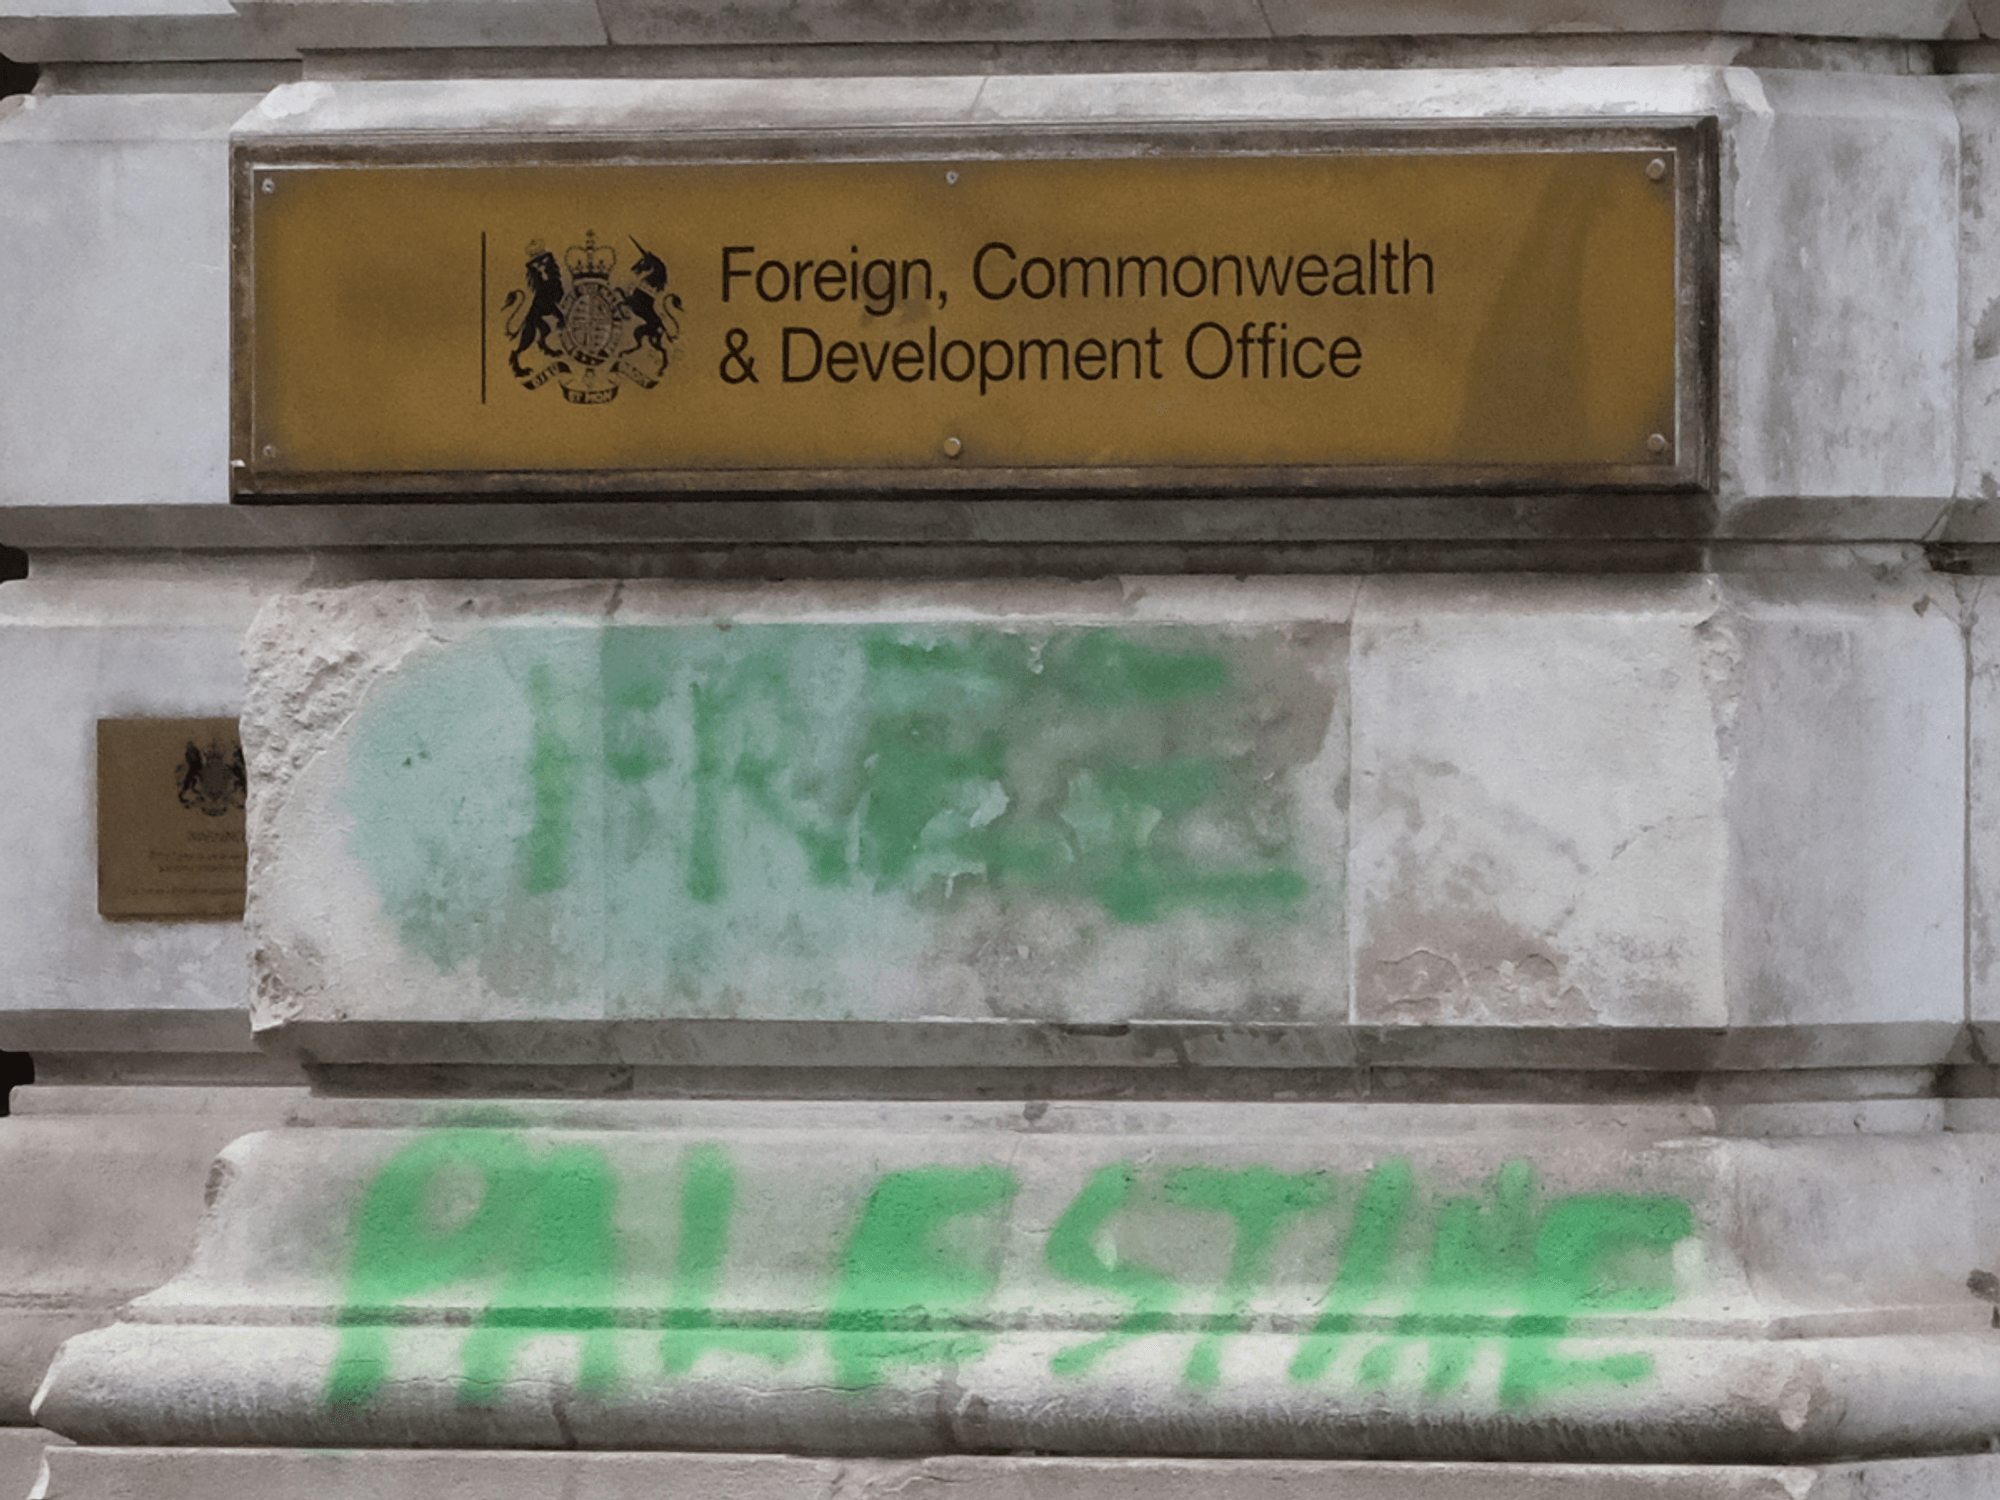 Foreign, Commonwealth
& Development Office
FREE
PALESTINE